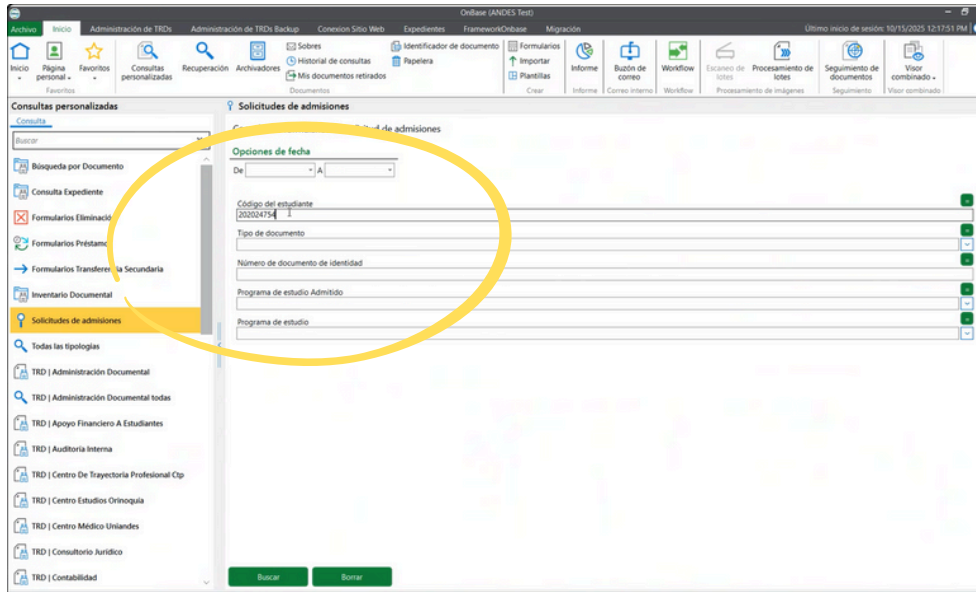 OnBase (ANDES Test)
Archivo Inicio Administración de TRDs Administración de TRDs Backup Conexion Sitio Web Expedientes FrameworkOnbase Migración Último inicio de sesión: 10/15/2025 12:17:51 PM
Inicio
Página personal
Favoritos
Consultas personalizadas
Recuperación
Archivadores
Sobres
Historial de consultas
Mis documentos retirados
Identificador de documento
Papelera
Formularios
Importar
Plantillas
Informe
Buzón de correo
Workflow
Escaneo de lotes
Procesamiento de lotes
Seguimiento de documentos
Visor combinado
Favoritos Documentos Crear Informe Correo interno Workflow Procesamiento de imágenes Seguimiento Visor combinado
Consultas personalizadas
Consulta
Buscar
Búsqueda por Documento
Consulta Expediente
Formularios
Formularios Préstamo
Formularios Secundaria
Inventario Documental
Solicitudes de admisiones
Todas las tipologias
TRD | Administración Documental
TRD | Administración Documental todas
TRD | Apoyo Financiero A Estudiantes
TRD | Auditoría Interna
TRD | Centro De Trayectoria Profesional Ctp
TRD | Centro Estudios Orinoquía
TRD | Centro Médico Uniandes
TRD | Consultorio Jurídico
TRD | Contabilidad
Solicitudes de admisiones
de admisiones
Opciones de fecha
De A
Código del estudiante
202024754
Tipo de documento
Número de documento de identidad
Programa de estudio Admitido
Programa de estudio
Buscar Borrar